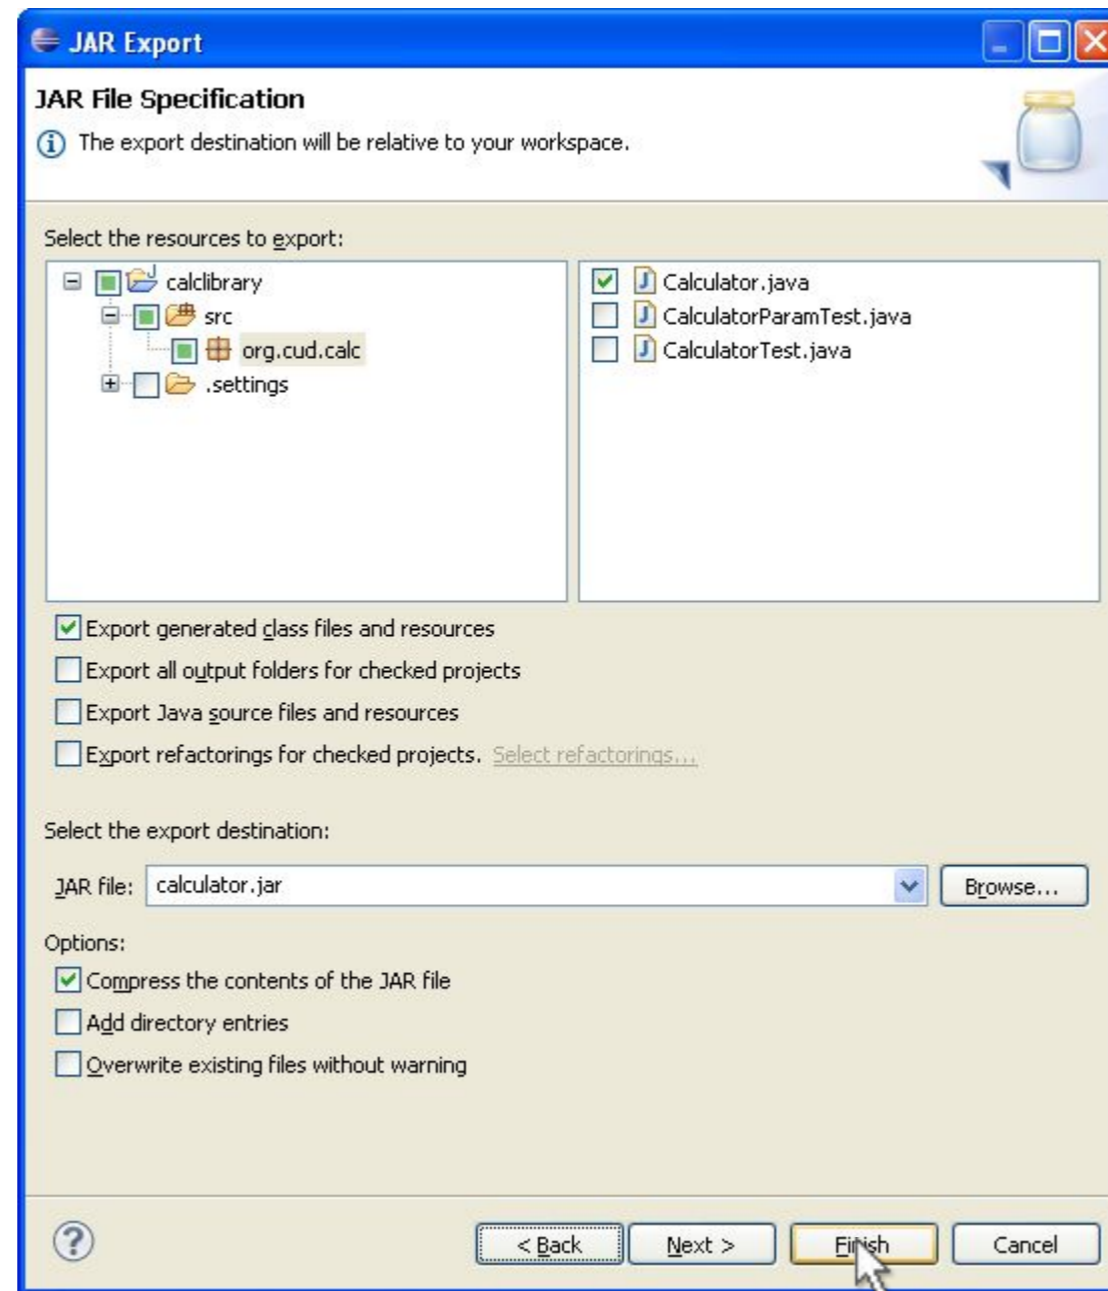 JAR Export
JAR File Specification
The export destination will be relative to your workspace.
Select the resources to export:
calclibrary
src
org.cud.calc
.settings
Calculator.java
CalculatorParamTest.java
CalculatorTest.java
Export generated class files and resources
Export all output folders for checked projects
Export Java source files and resources
Export refactorings for checked projects. Select refactorings...
Select the export destination:
JAR file: calculator.jar Browse...
Options:
Compress the contents of the JAR file
Add directory entries
Overwrite existing files without warning
< Back Next > Finish Cancel